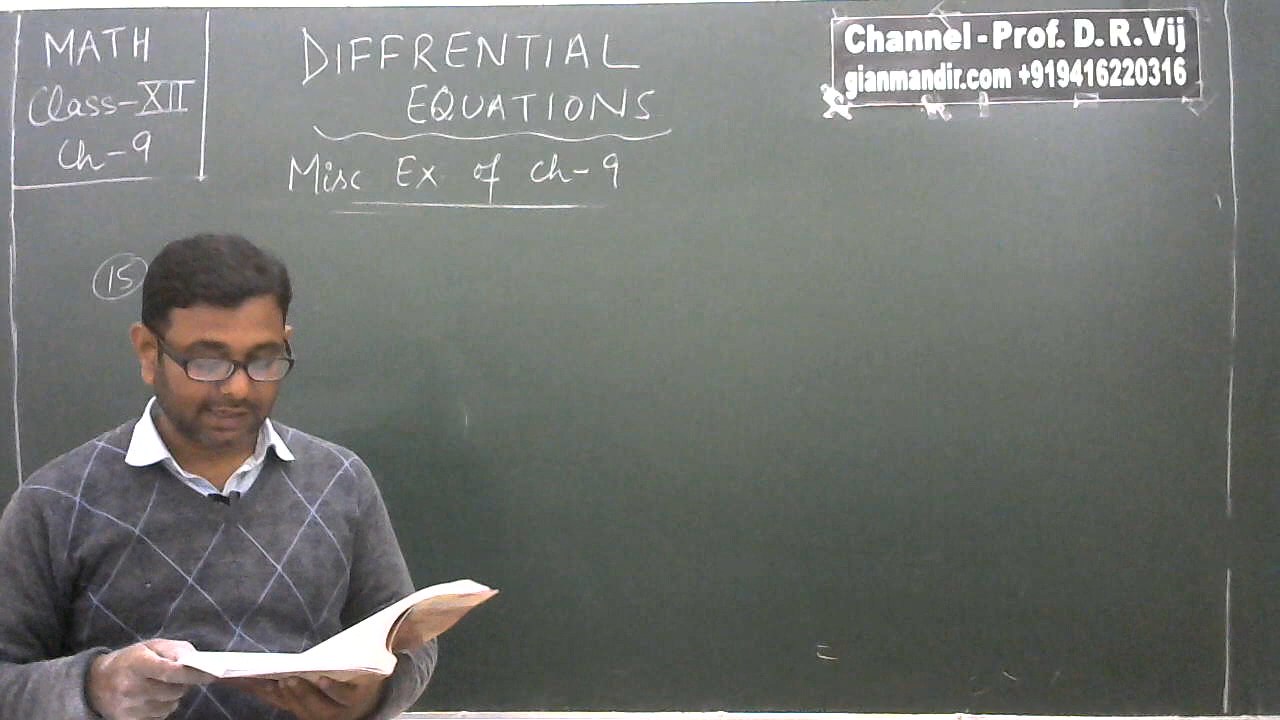 MATH
Class-XII
Ch-9
DIFFRENTIAL
EQUATIONS
Misc Ex of Ch-9
Channel - Prof. D. R. Vij
gianmandir.com +919416220316
15